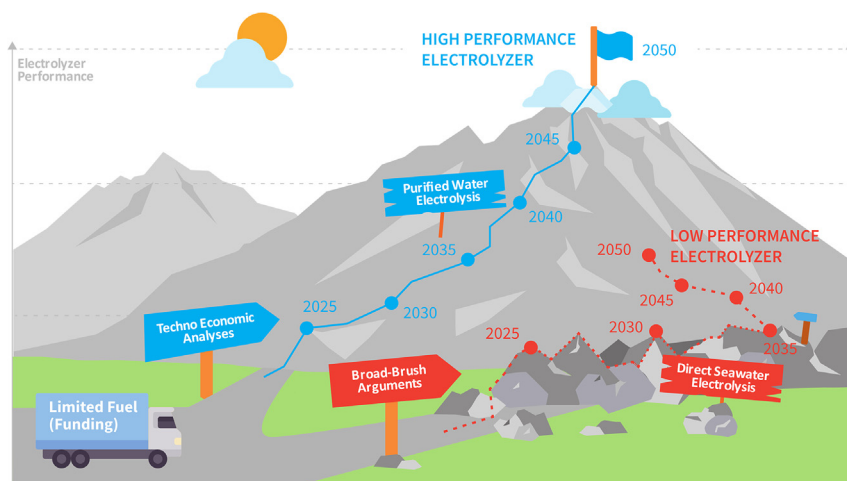 Electrolyzer
Performance
HIGH PERFORMANCE
ELECTROLYZER
2050
2045
Purified Water
Electrolysis
2040
2035
2030
2025
Techno Economic
Analyses
LOW PERFORMANCE
ELECTROLYZER
2050
2045
2040
2035
2030
2025
Direct Seawater
Electrolysis
Broad-Brush
Arguments
Limited Fuel
(Funding)